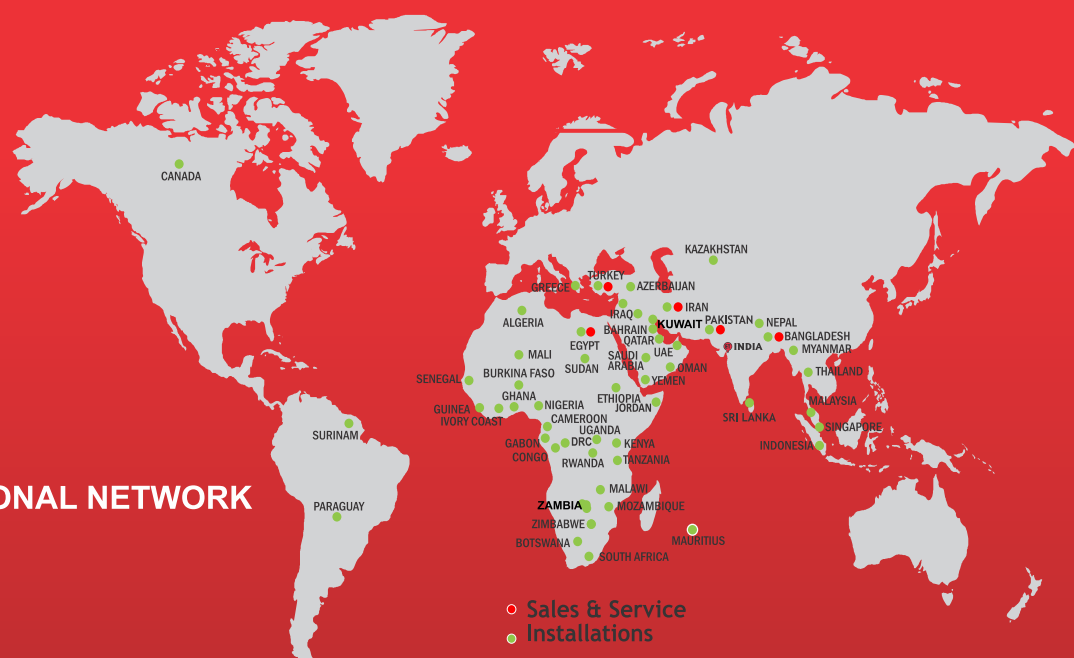 CANADA
KAZAKHSTAN
TURKEY
GREECE
AZERBAIJAN
IRAQ
IRAN
ALGERIA
BAHRAIN
KUWAIT
PAKISTAN
NEPAL
EGYPT
QATAR
BANGLADESH
INDIA
MALI
SUDAN
SAUDI
ARABIA
UAE
MYANMAR
BURKINA FASO
OMAN
THAILAND
SENEGAL
YEMEN
GHANA
ETHIOPIA
JORDAN
MALAYSIA
GUINEA
NIGERIA
IVORY COAST
SRI LANKA
CAMEROON
SINGAPORE
SURINAM
UGANDA
GABON
DRC
KENYA
INDONESIA
CONGO
RWANDA
TANZANIA
MALAWI
ONAL NETWORK
PARAGUAY
ZAMBIA
MOZAMBIQUE
ZIMBABWE
BOTSWANA
MAURITIUS
SOUTH AFRICA
Sales & Service
Installations